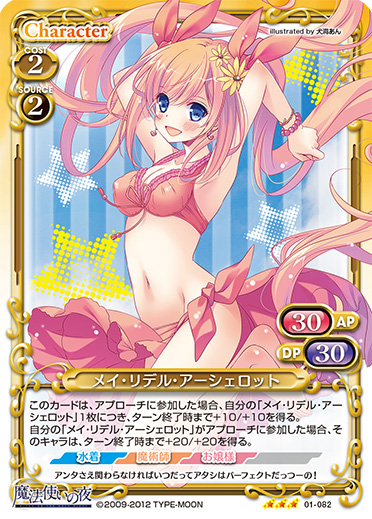 Character
illustrated by 犬洞あん
COST
2
SOURCE
2
30 AP
DP 30
メイ・リデル・アーシェロット
このカードは、アプローチに参加した場合、自分の「メイ・リデル・アー
シェロット」1枚につき、ターン終了時まで+10/+10を得る。
自分の「メイ・リデル・アーシェロット」がアプローチに参加した場合、そ
のキャラは、ターン終了時まで+20/+20を得る。
水着 魔術師 お嬢様
アンタさえ関わらなければいつだってアタシはパーフェクトだっつーの!
魔法使いの夜 ©2009-2012 TYPE-MOON 01-082